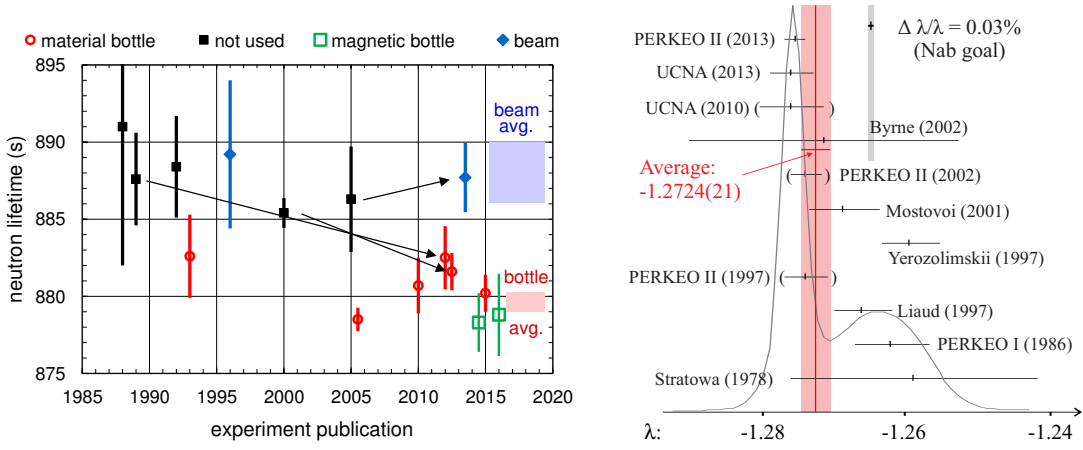 material bottle
not used
magnetic bottle
beam
neutron lifetime (s)
895
890
885
880
875
beam
avg.
bottle
avg.
1985 1990 1995 2000 2005 2010 2015 2020
experiment publication
PERKEO II (2013)
Δ λ/λ = 0.03%
(Nab goal)
UCNA (2013)
UCNA (2010) ( )
Byrne (2002)
Average:
-1.2724(21)
( ) PERKEO II (2002)
Mostovoi (2001)
Yerozolimskii (1997)
PERKEO II (1997) ( )
Liaud (1997)
PERKEO I (1986)
Stratowa (1978)
λ: -1.28 -1.26 -1.24